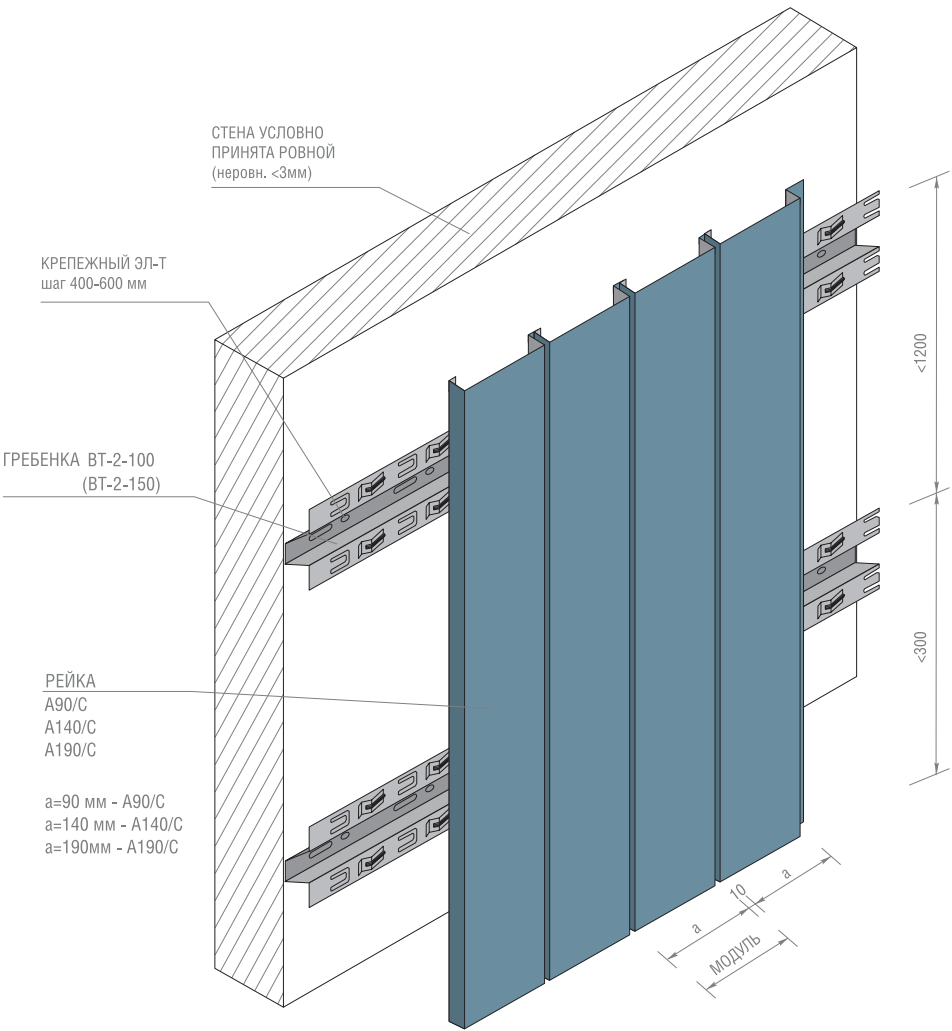 СТЕНА УСЛОВНО
ПРИНЯТА РОВНОЙ
(неровн. <3мм)
КРЕПЕЖНЫЙ ЭЛ-Т
шаг 400-600 мм
ГРЕБЕНКА ВТ-2-100
(ВТ-2-150)
РЕЙКА
А90/С
А140/С
А190/С
а=90 мм - А90/С
а=140 мм - А140/С
а=190мм - А190/С
<1200
<300
а
10
а
МОДУЛЬ